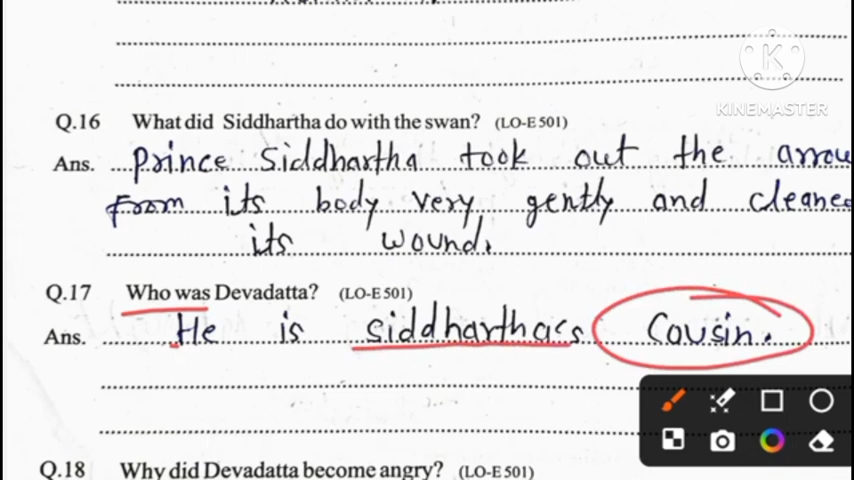 KINEMASTER
Q.16 What did Siddhartha do with the swan? (LO-E 501)
Ans. Prince Siddhartha took out the arrow
from its body very gently and cleaned
its wound.
Q.17 Who was Devadatta? (LO-E 501)
Ans. He is siddharthacs Cousin.
Q.18 Why did Devadatta become angry? (LO-E 501)